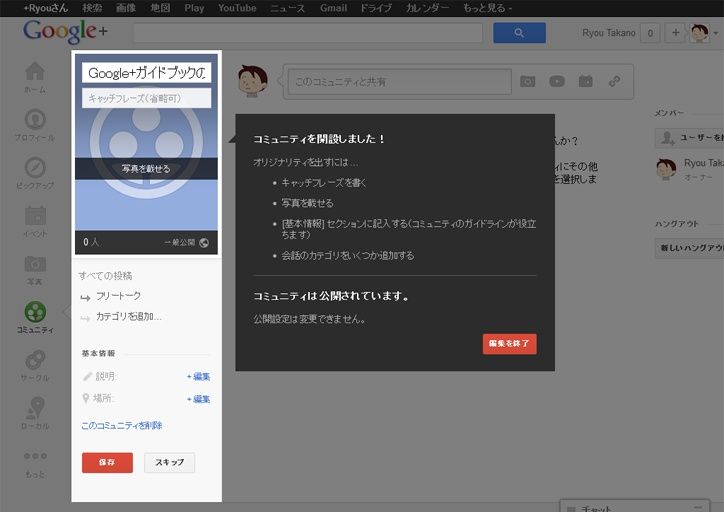 +Ryouさん 検索 画像 地図 Play YouTube ニュース Gmail ドライブ カレンダー もっと見る
Google+
Ryou Takano 0 +
ホーム
プロフィール
ピックアップ
イベント
写真
コミュニティ
サークル
ローカル
もっと
Google+ガイドブックの
キャッチフレーズ(省略可)
写真を載せる
0 人 一般公開
すべての投稿
フリートーク
カテゴリを追加...
基本情報
説明: + 編集
場所: + 編集
このコミュニティを削除
保存 スキップ
このコミュニティと共有
コミュニティを開設しました！
オリジナリティを出すには ...
• キャッチフレーズを書く
• 写真を載せる
• [基本情報] セクションに記入する(コミュニティのガイドラインが役立
ちます)
• 会話のカテゴリをいくつか追加する
コミュニティは公開されています。
公開設定は変更できません。
編集を終了
んか？
ィにその他
を選択しま
メンバー
ユーザーを
Ryou Taka
オーナー
ハングアウト
新しいハングアウ
チャット